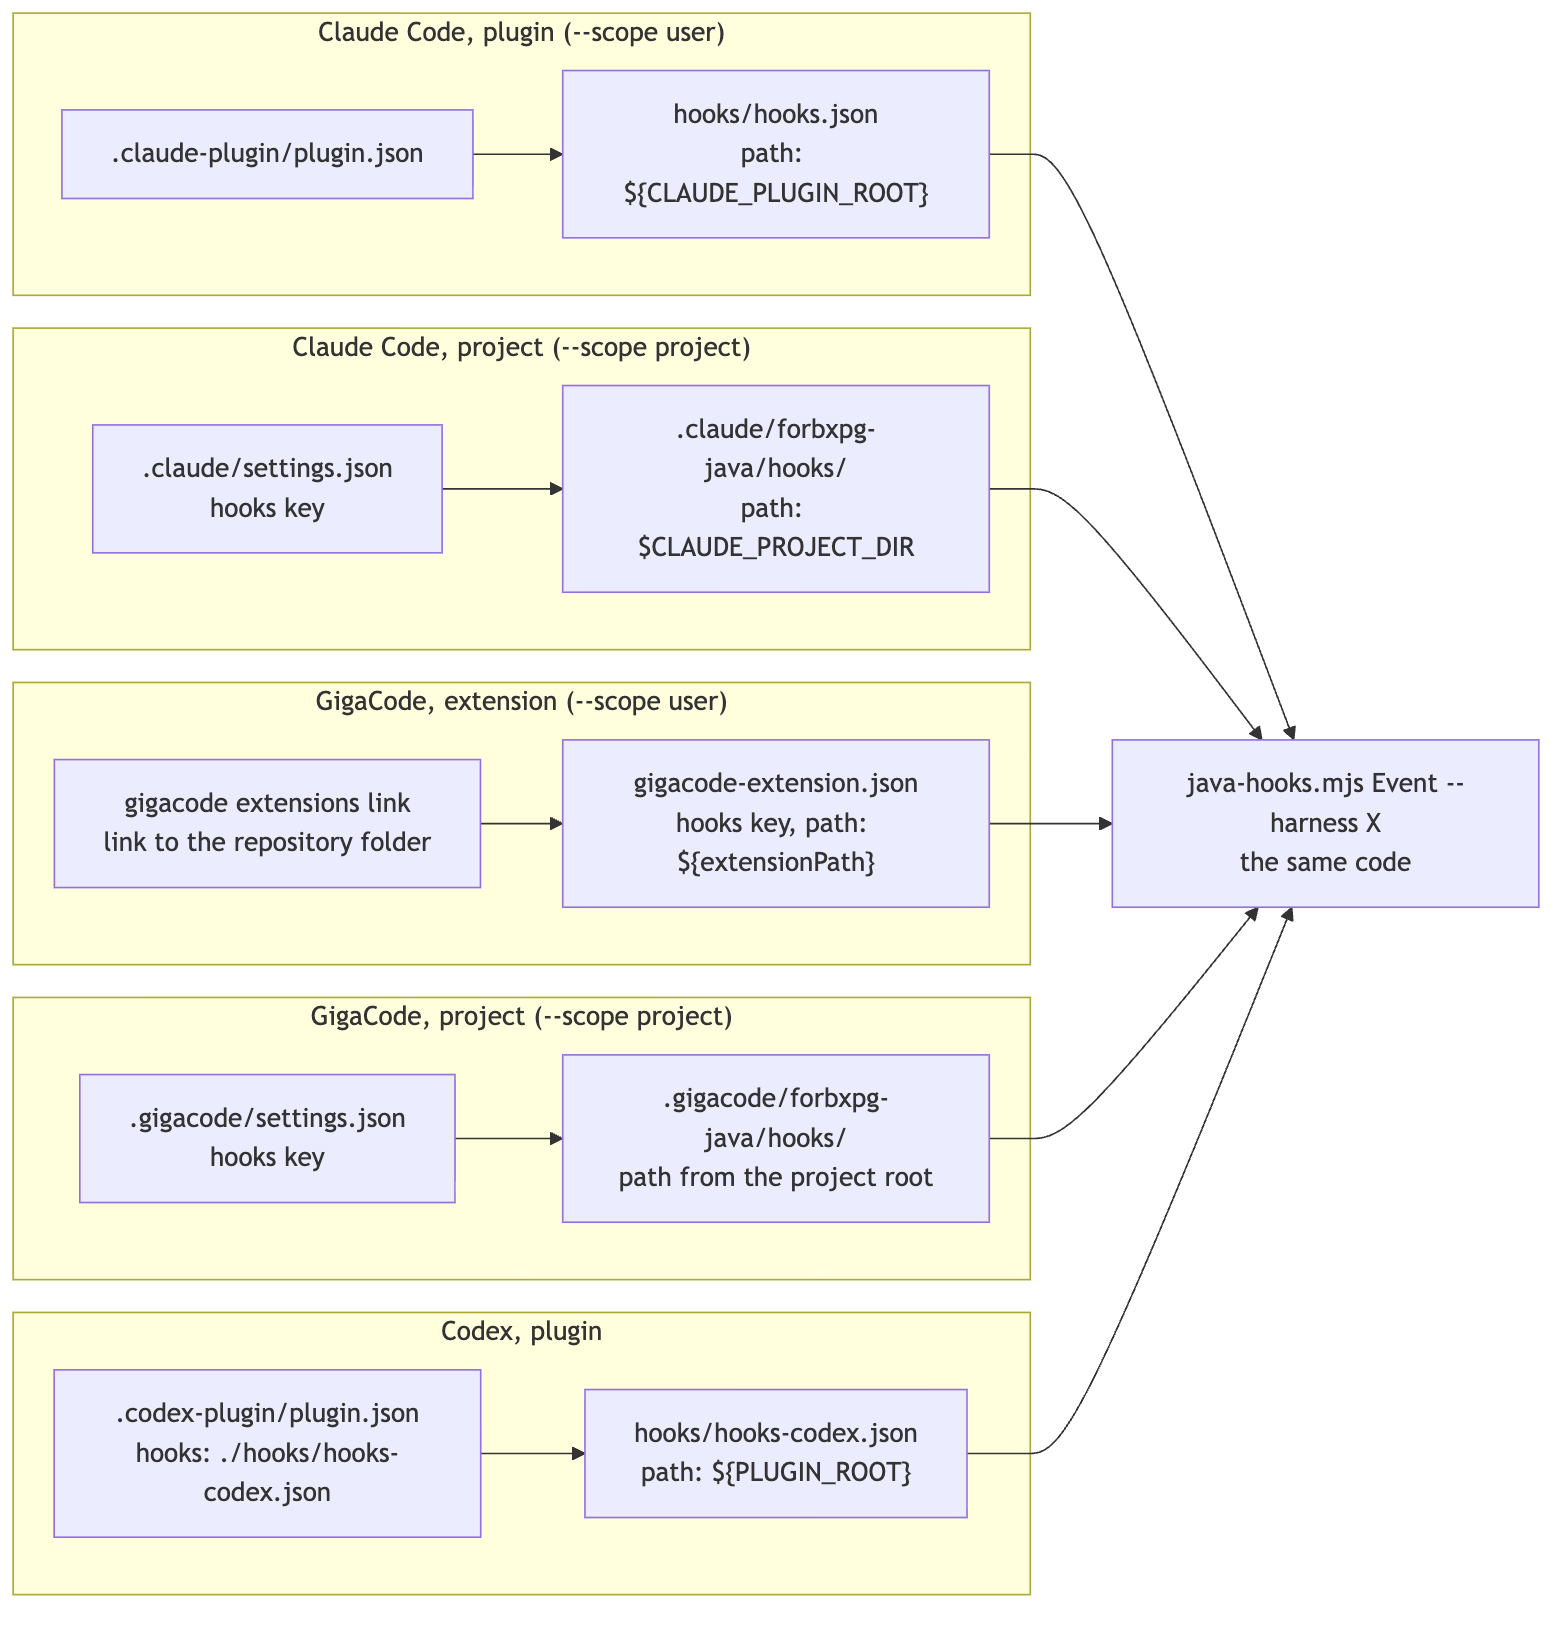 Claude Code, plugin (--scope user)
.claude-plugin/plugin.json
hooks/hooks.json
path:
${CLAUDE_PLUGIN_ROOT}
Claude Code, project (--scope project)
.claude/settings.json
hooks key
.claude/forbxpg-
java/hooks/
path:
$CLAUDE_PROJECT_DIR
GigaCode, extension (--scope user)
gigacode extensions link
link to the repository folder
gigacode-extension.json
hooks key, path:
${extensionPath}
java-hooks.mjs Event --
harness X
the same code
GigaCode, project (--scope project)
.gigacode/settings.json
hooks key
.gigacode/forbxpg-
java/hooks/
path from the project root
Codex, plugin
.codex-plugin/plugin.json
hooks: ./hooks/hooks-
codex.json
hooks/hooks-codex.json
path: ${PLUGIN_ROOT}